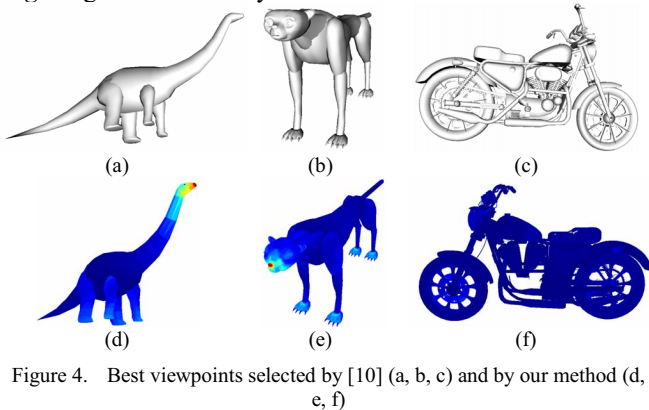 (a)
(b)
(c)
(d)
(e)
(f)
Figure 4. Best viewpoints selected by [10] (a, b, c) and by our method (d,
e, f)